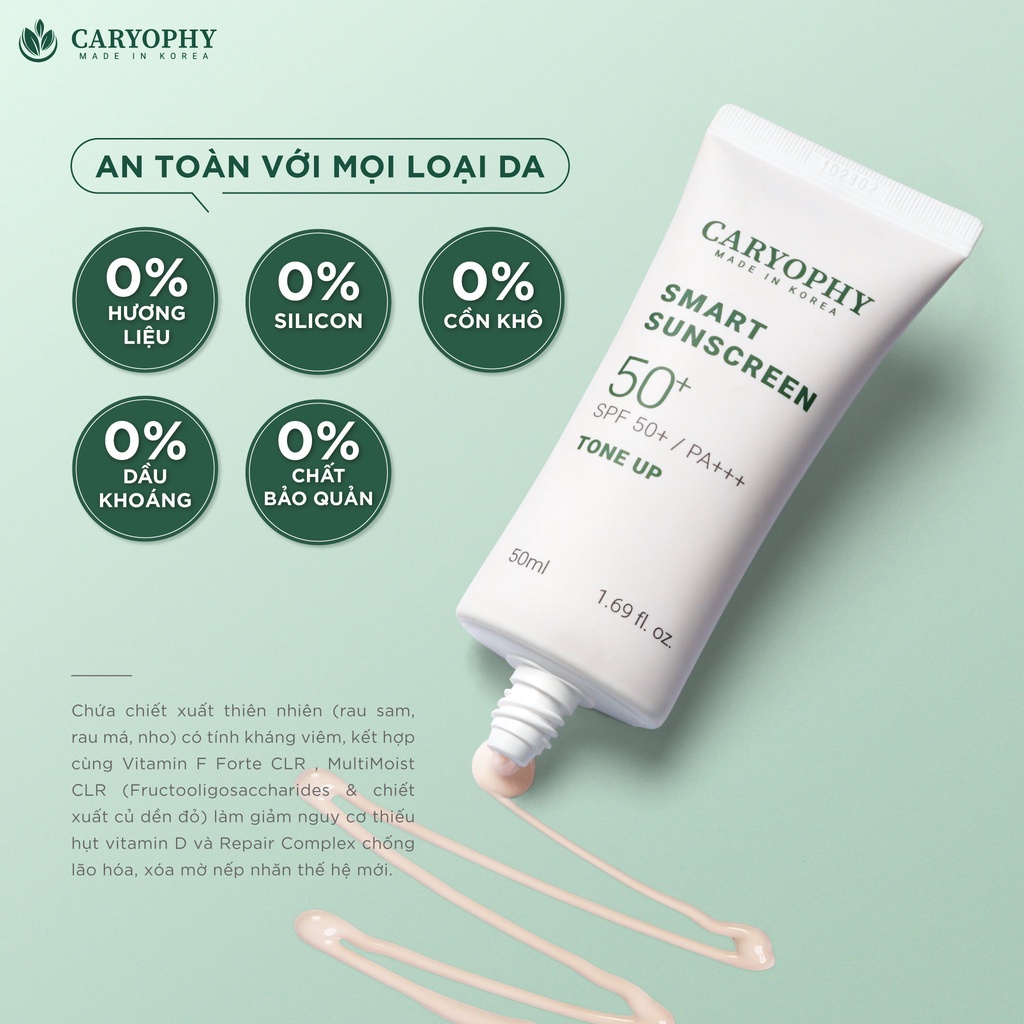 CARYOPHY
MADE IN KOREA
AN TOÀN VỚI MỌI LOẠI DA
0%
HƯƠNG
LIỆU
0%
SILICON
0%
CỒN KHÔ
0%
DẦU
KHOÁNG
0%
CHẤT
BẢO QUẢN
102402
CARYOPHY
MADE IN KOREA
SMART
SUNSCREEN
50+
SPF 50+ / PA+++
TONE UP
50ml
1.69 fl. oz.
Chứa chiết xuất thiên nhiên (rau sam,
rau má, nho) có tính kháng viêm, kết hợp
cùng Vitamin F Forte CLR , MultiMoist
CLR (Fructooligosaccharides & chiết
xuất củ dền đỏ) làm giảm nguy cơ thiếu
hụt vitamin D và Repair Complex chống
lão hóa, xóa mờ nếp nhăn thế hệ mới.